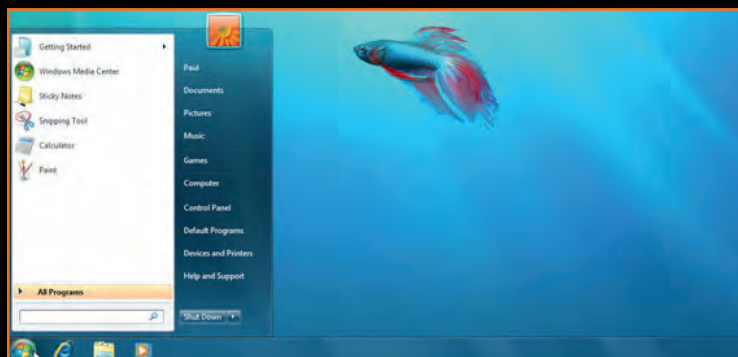 Getting Started
Windows Media Center
Sticky Notes
Snipping Tool
Calculator
Paint
All Programs
Paul
Documents
Pictures
Music
Games
Computer
Control Panel
Default Programs
Devices and Printers
Help and Support
Shut Down